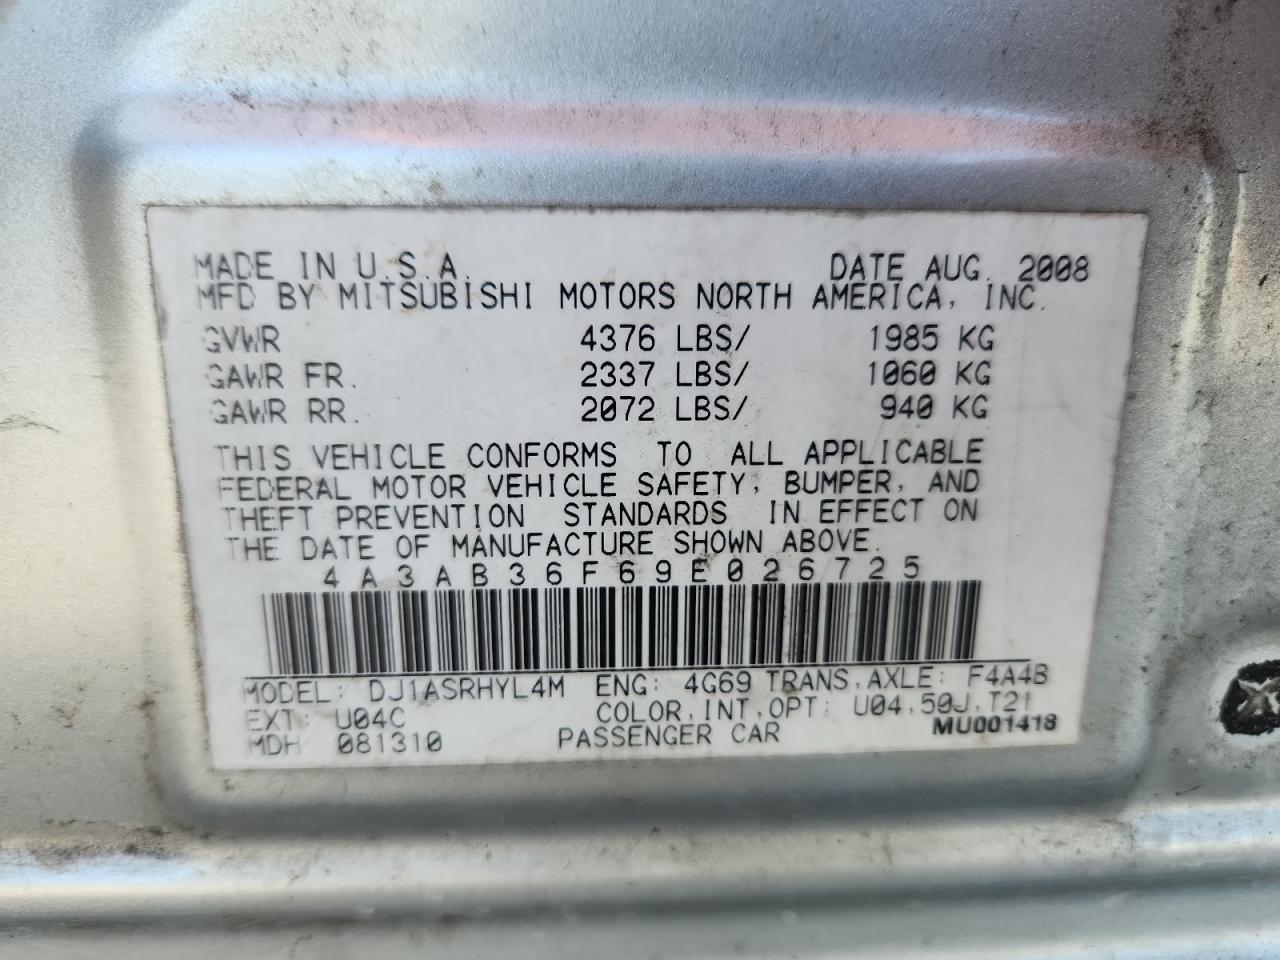 MADE IN U.S.A. DATE AUG. 2008
MFD BY MITSUBISHI MOTORS NORTH AMERICA, INC.
GVWR 4376 LBS/ 1985 KG
GAWR FR. 2337 LBS/ 1060 KG
GAWR RR. 2072 LBS/ 940 KG
THIS VEHICLE CONFORMS TO ALL APPLICABLE
FEDERAL MOTOR VEHICLE SAFETY, BUMPER, AND
THEFT PREVENTION STANDARDS IN EFFECT ON
THE DATE OF MANUFACTURE SHOWN ABOVE.
4A3AB36F69E026725
MODEL: DJ1ASRHYL4M ENG: 4G69 TRANS,AXLE: F4A4B
EXT: U04C COLOR,INT,OPT: U04,50J,T21
MDH 081310 PASSENGER CAR MU001418